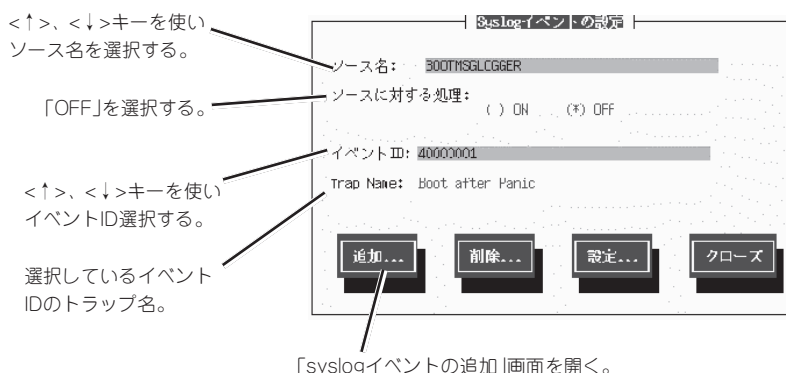 <↑>、<↓>キーを使い
ソース名を選択する。
「OFF」を選択する。
<↑>、<↓>キーを使い
イベントID選択する。
選択しているイベント
IDのトラップ名。
Syslogイベントの設定
ソース名: BOOTMSGLOGGER
ソースに対する処理:
( ) ON (*) OFF
イベントID: 40000001
Trap Name: Boot after Panic
追加... 削除... 設定... クローズ
「syslogイベントの追加」画面を開く。